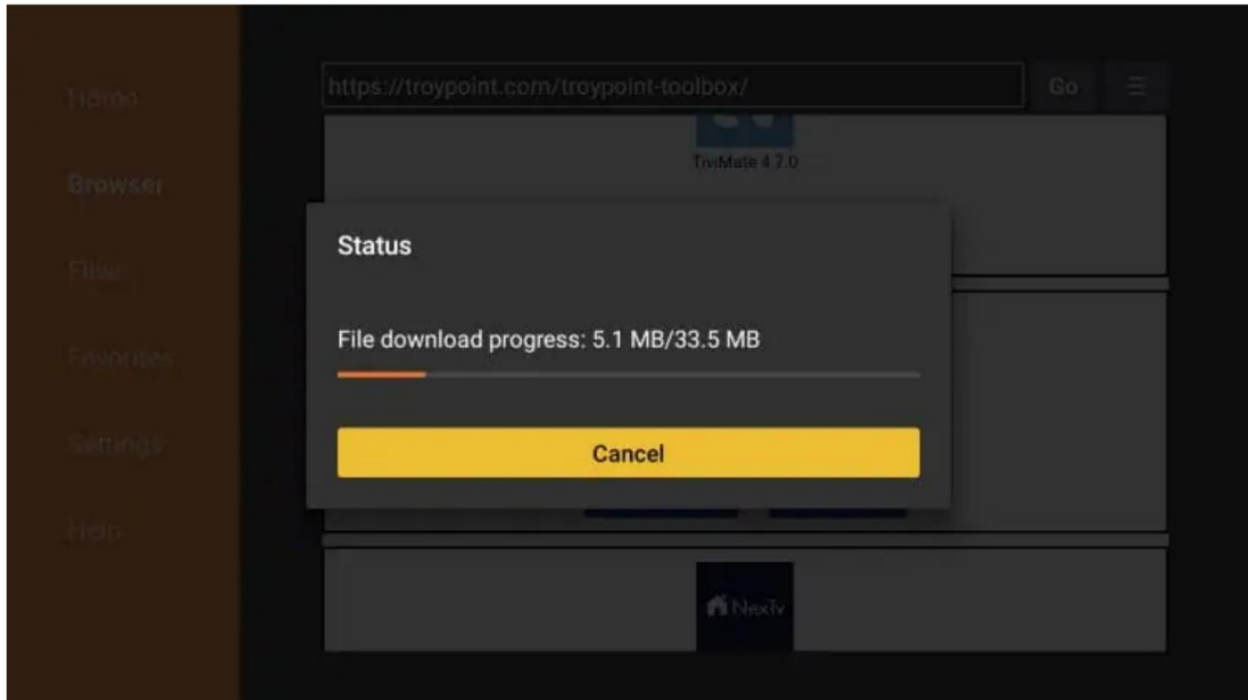 Home
https://troypoint.com/troypoint-toolbox/
Go
TiviMate 4.7.0
Browser
Status
Files
File download progress: 5.1 MB/33.5 MB
Favorites
Settings
Cancel
Help
NexTv